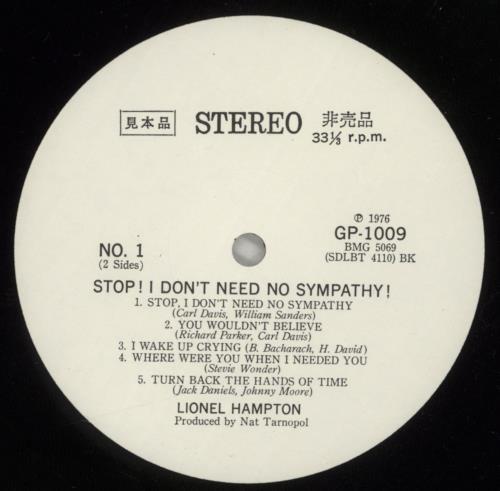 見本品 STEREO 非売品
33⅓ r.p.m.
℗ 1976
GP-1009
BMG 5069
(SDLBT 4110) BK
NO. 1
(2 Sides)
STOP! I DON'T NEED NO SYMPATHY!
1. STOP, I DON'T NEED NO SYMPATHY
(Carl Davis, William Sanders)
2. YOU WOULDN'T BELIEVE
(Richard Parker, Carl Davis)
3. I WAKE UP CRYING (B. Bacharach, H. David)
4. WHERE WERE YOU WHEN I NEEDED YOU
(Stevie Wonder)
5. TURN BACK THE HANDS OF TIME
(Jack Daniels, Johnny Moore)
LIONEL HAMPTON
Produced by Nat Tarnopol